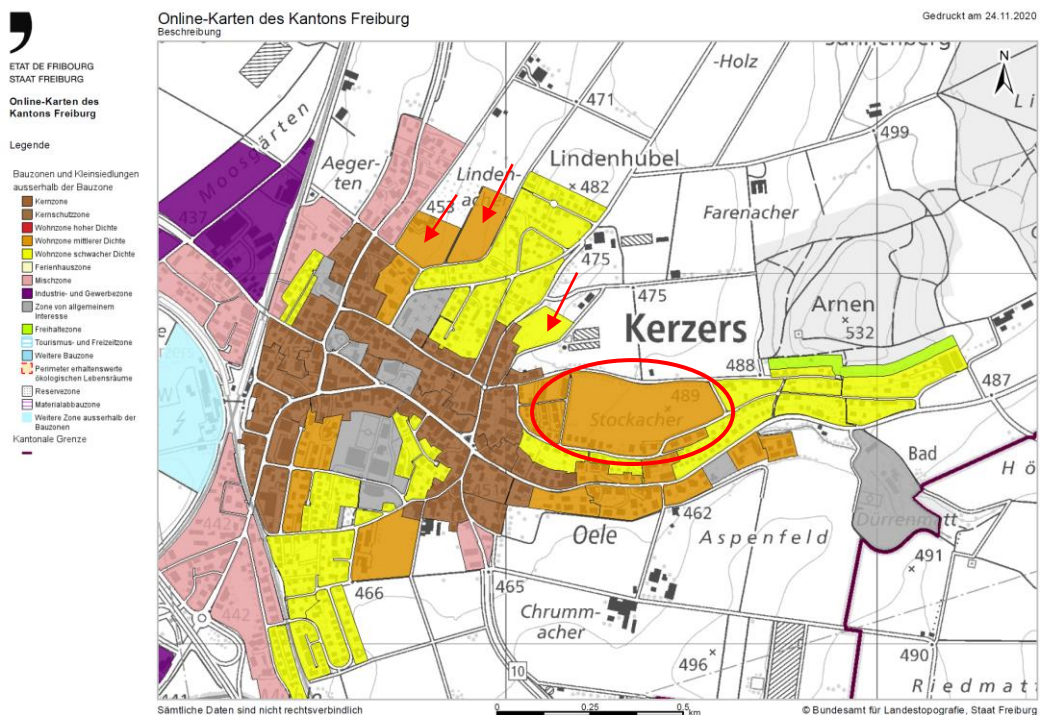 Online-Karten des Kantons Freiburg
Beschreibung
Gedruckt am 24.11.2020
ETAT DE FRIBOURG
STAAT FREIBURG
Online-Karten des
Kantons Freiburg
Legende
Bauzonen und Kleinsiedlungen
ausserhalb der Bauzone
Kernzone
Kernschutzzone
Wohnzone hoher Dichte
Wohnzone mittlerer Dichte
Wohnzone schwacher Dichte
Ferienhauszone
Mischzone
Industrie- und Gewerbezone
Zone von allgemeinem
Interesse
Freihaltezone
Tourismus- und Freizeitzone
Weitere Bauzone
Perimeter erhaltenswerte
ökologischen Lebensräume
Reservezone
Materialabbauzone
Weitere Zone ausserhalb der
Bauzonen
Kantonale Grenze
N
-Holz
471
499
Moosgärten
Aeger-
ten
Lindenhubel
Linden-
482
453
437
Farenacher
475
475
Arnen
532
Kerzers
488
487
489
Stockacher
Bad
Dürrenmatt
462
Oele
Aspenfeld
491
442
466
465
Chrumm-
acher
442
10
496
490
Riedmat
Sämtliche Daten sind nicht rechtsverbindlich
0 0.25 0.5
km
© Bundesamt für Landestopografie, Staat Freiburg